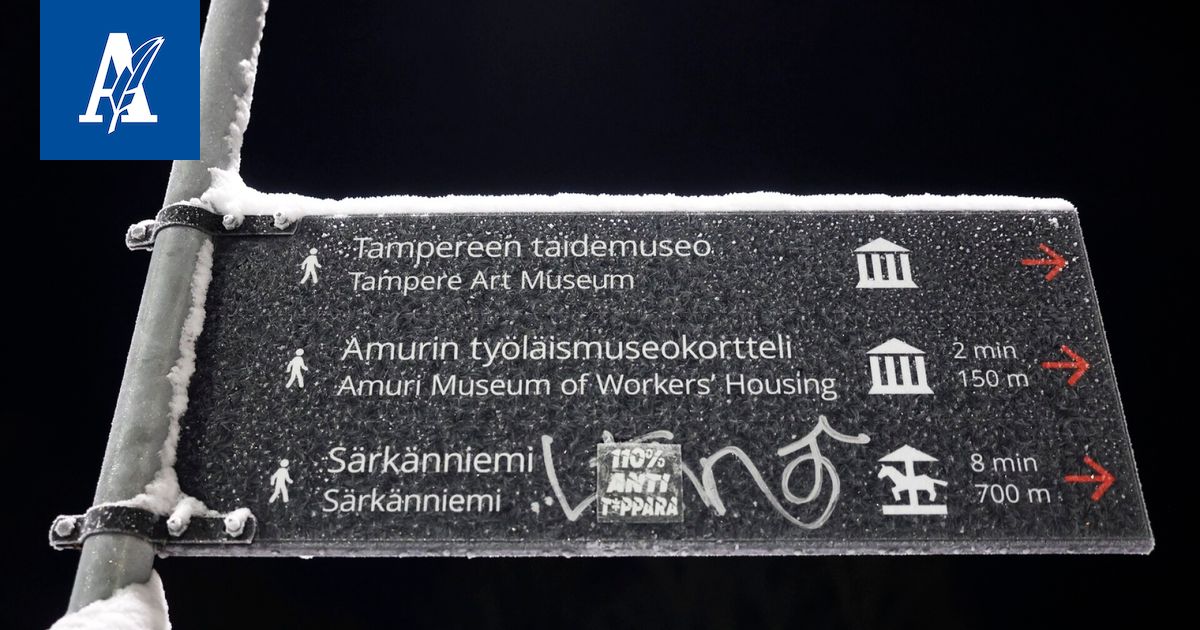 A
Tampereen taidemuseo
Tampere Art Museum
Amurin työläismuseokortteli
Amuri Museum of Workers' Housing
2 min
150 m
Särkänniemi
Särkänniemi
110%
ANTI
T*PPARA
8 min
700 m